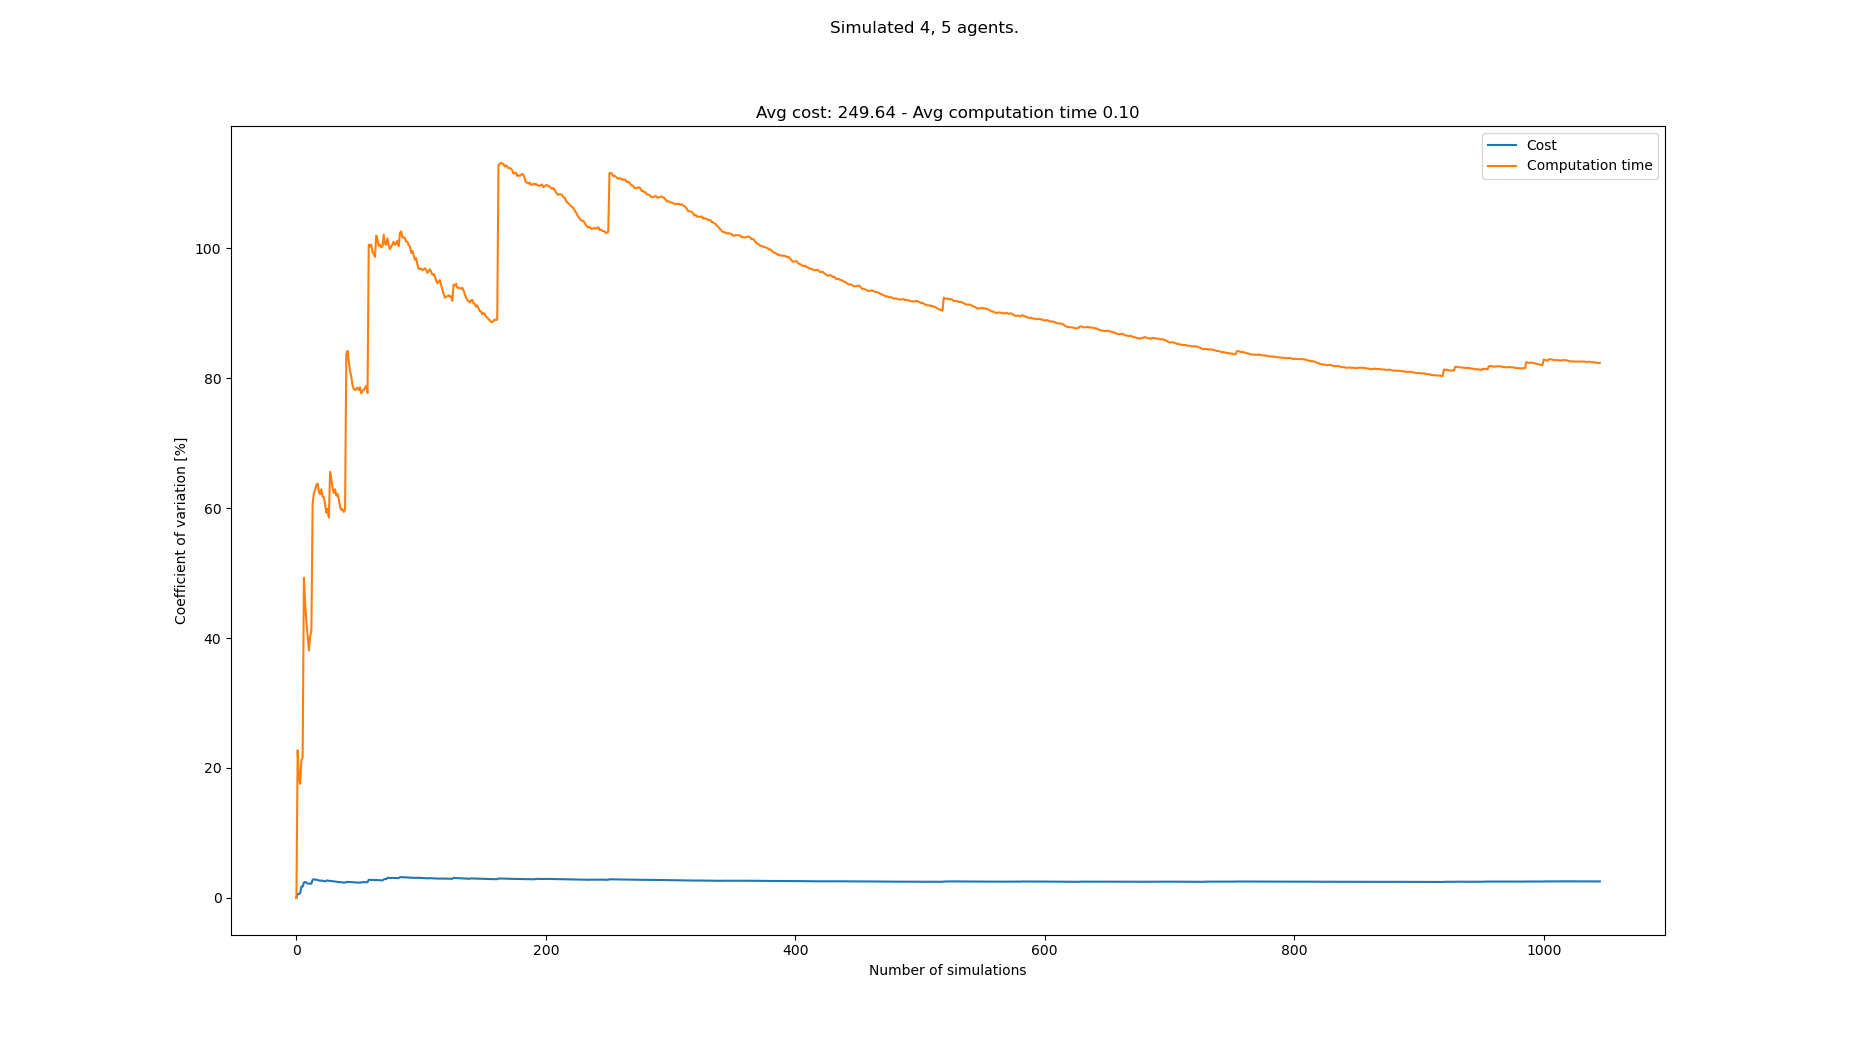 Simulated 4, 5 agents.
Avg cost: 249.64 - Avg computation time 0.10
Cost
Computation time
100
80
60
40
20
0
Coefficient of variation [%]
0
200
400
600
800
1000
Number of simulations